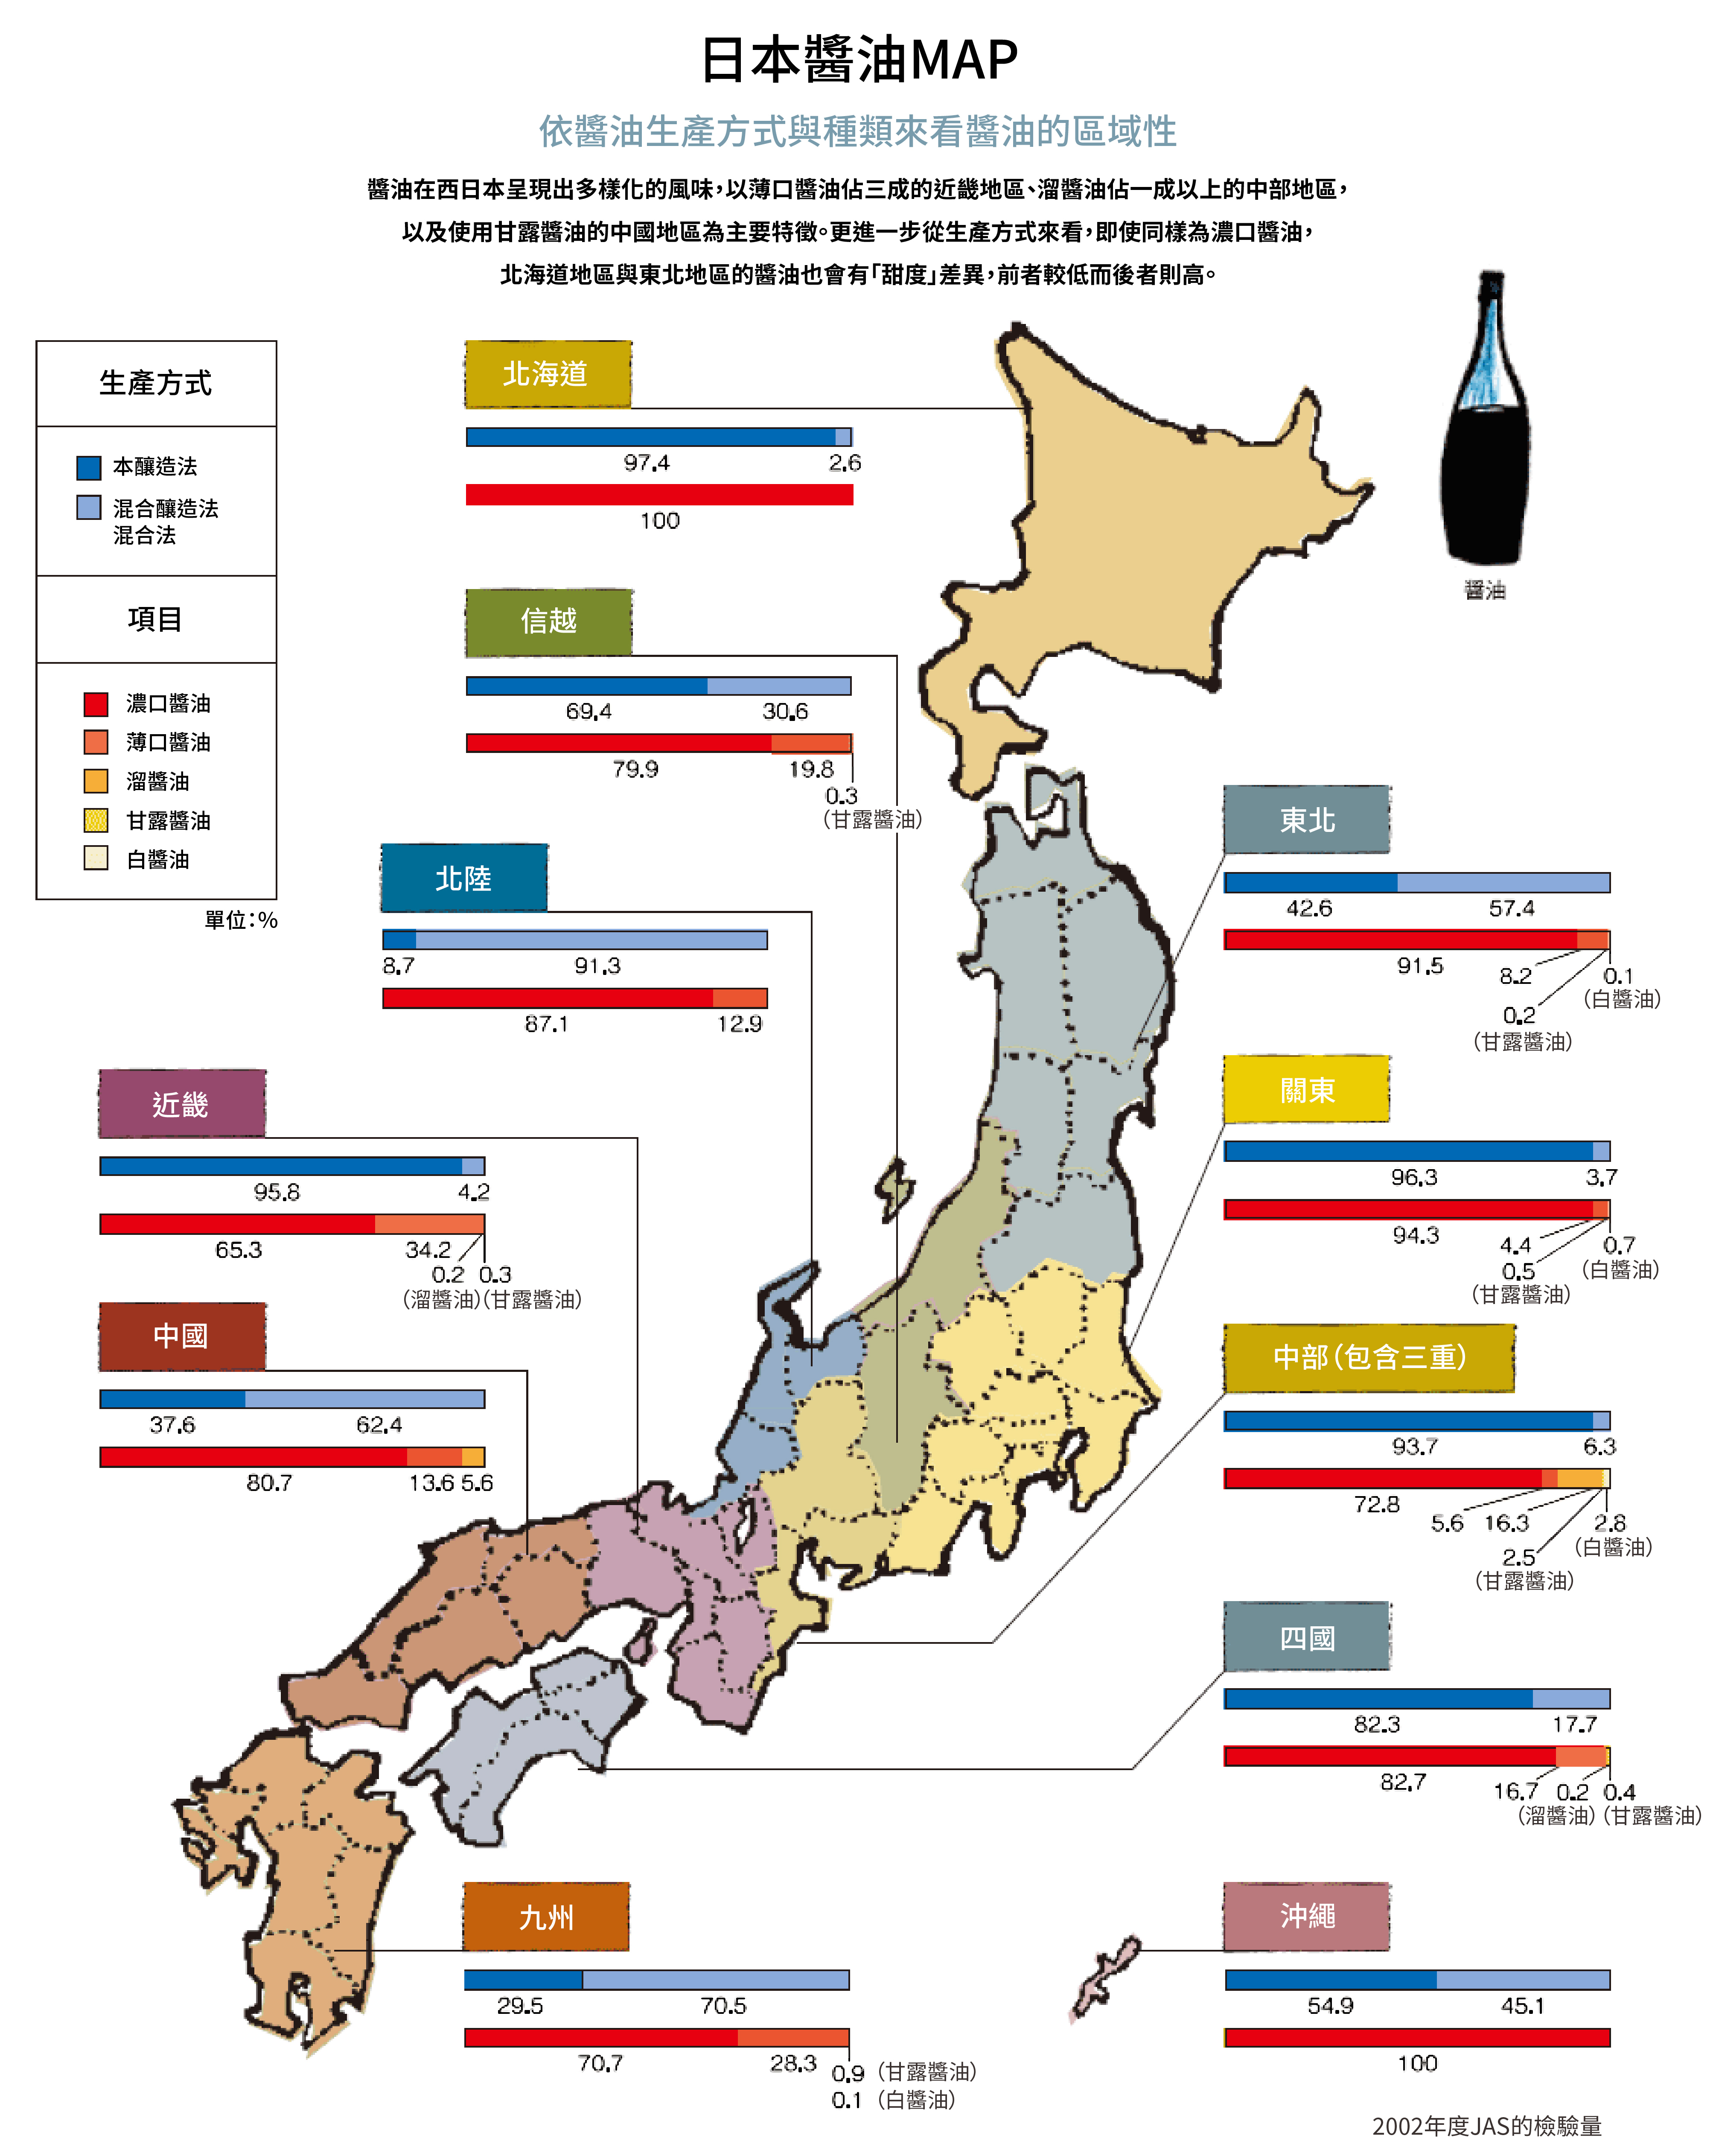 日本醬油MAP
依醬油生產方式與種類來看醬油的區域性
醬油在西日本呈現出多樣化的風味，以薄口醬油佔三成的近畿地區、溜醬油佔一成以上的中部地區，
以及使用甘露醬油的中國地區為主要特徵。更進一步從生產方式來看，即使同樣為濃口醬油，
北海道地區與東北地區的醬油也會有「甜度」差異，前者較低而後者則高。
生產方式
本釀造法
混合釀造法
混合法
項目
濃口醬油
薄口醬油
溜醬油
甘露醬油
白醬油
單位：%
醬油
北海道
97.4 2.6
100
信越
69.4 30.6
79.9 19.8
0.3
（甘露醬油）
北陸
8.7 91.3
87.1 12.9
東北
42.6 57.4
91.5 8.2 0.1
（白醬油）
0.2
（甘露醬油）
近畿
95.8 4.2
65.3 34.2
0.2 0.3
（溜醬油）（甘露醬油）
關東
96.3 3.7
94.3 4.4 0.7
（白醬油）
0.5
（甘露醬油）
中國
37.6 62.4
80.7 13.6 5.6
中部（包含三重）
93.7 6.3
72.8 5.6 16.3 2.8
（白醬油）
2.5
（甘露醬油）
四國
82.3 17.7
82.7 16.7 0.2 0.4
（溜醬油）（甘露醬油）
九州
29.5 70.5
70.7 28.3 0.9（甘露醬油）
0.1（白醬油）
沖繩
54.9 45.1
100
2002年度JAS的檢驗量